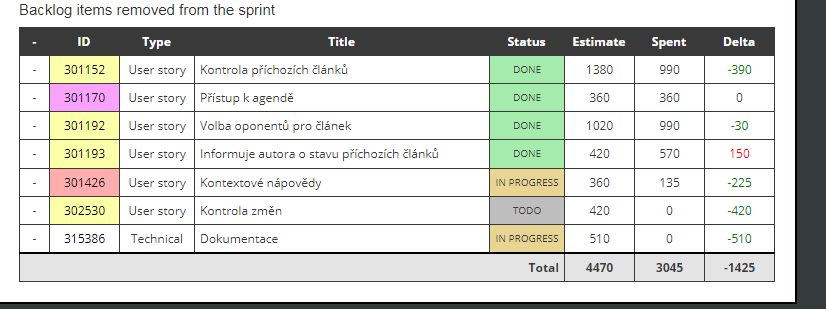 Backlog items removed from the sprint
- ID Type Title Status Estimate Spent Delta
- 301152 User story Kontrola příchozích článků DONE 1380 990 -390
- 301170 User story Přístup k agendě DONE 360 360 0
- 301192 User story Volba oponentů pro článek DONE 1020 990 -30
- 301193 User story Informuje autora o stavu příchozích článků DONE 420 570 150
- 301426 User story Kontextové nápovědy IN PROGRESS 360 135 -225
- 302530 User story Kontrola změn TODO 420 0 -420
- 315386 Technical Dokumentace IN PROGRESS 510 0 -510
Total 4470 3045 -1425